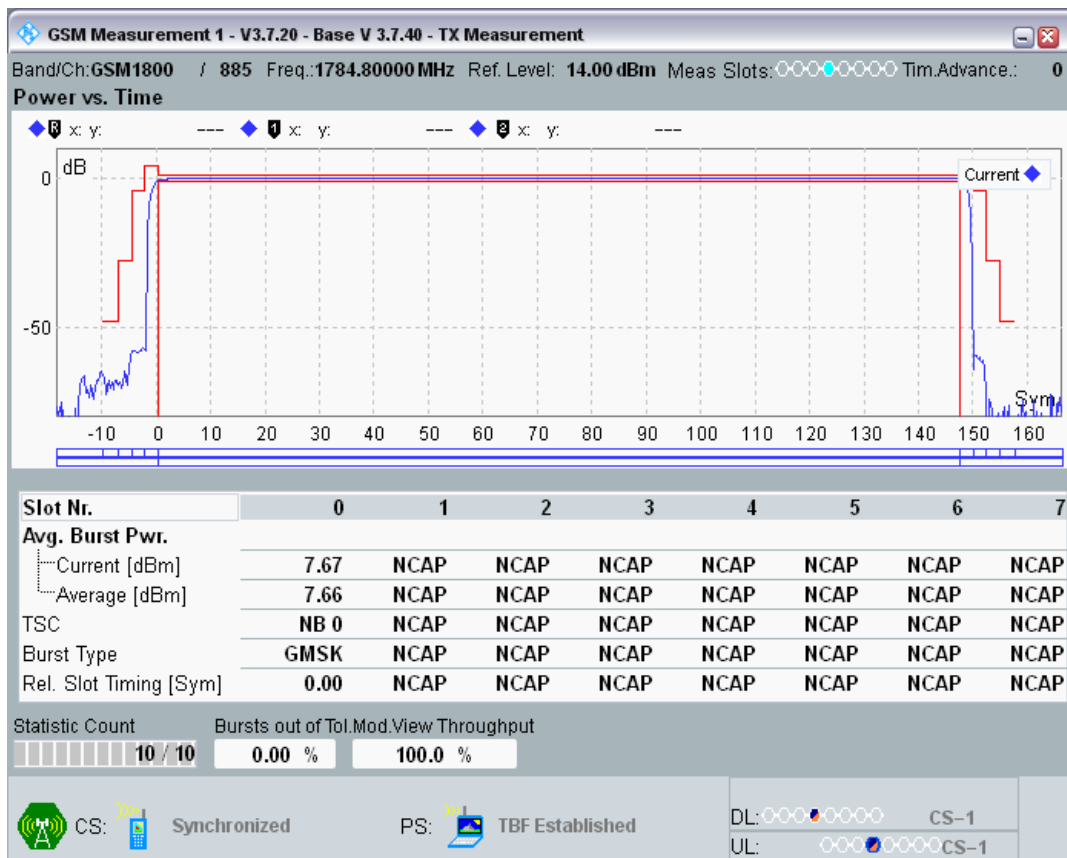 GSM Measurement 1 - V3.7.20 - Base V 3.7.40 - TX Measurement
Band/Ch:GSM1800 / 885 Freq.:1784.80000 MHz Ref. Level: 14.00 dBm Meas Slots: Tim.Advance.: 0
Power vs. Time
R x: y: --- 1 x: y: --- 2 x: y: ---
dB
0
Current
-50
Sym
-10 0 10 20 30 40 50 60 70 80 90 100 110 120 130 140 150 160
Slot Nr. 0 1 2 3 4 5 6 7
Avg. Burst Pwr.
Current [dBm] 7.67 NCAP NCAP NCAP NCAP NCAP NCAP NCAP
Average [dBm] 7.66 NCAP NCAP NCAP NCAP NCAP NCAP NCAP
TSC NB 0 NCAP NCAP NCAP NCAP NCAP NCAP NCAP
Burst Type GMSK NCAP NCAP NCAP NCAP NCAP NCAP NCAP
Rel. Slot Timing [Sym] 0.00 NCAP NCAP NCAP NCAP NCAP NCAP NCAP
Statistic Count Bursts out of Tol. Mod.View Throughput
10 / 10 0.00 % 100.0 %
DL: CS-1
CS: Synchronized PS: TBF Established
UL: CS-1